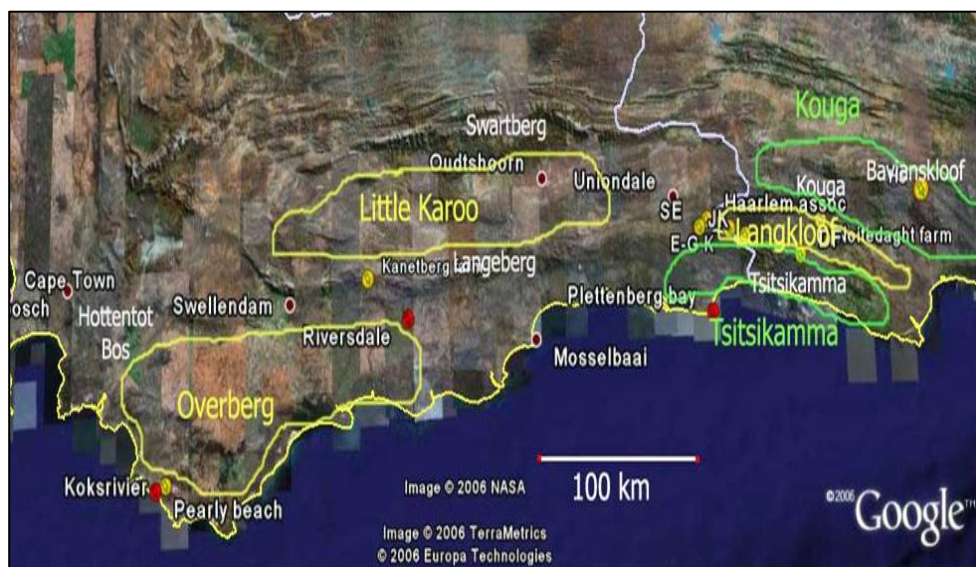 Kouga
Swartberg
Oudtshoorn
Bavianskloof
Uniondale
Kouga
Little Karoo
SE
Haarlem assoc
JK
Langkloof
E-G K
Langeberg
Kanetberg
Cape Town
osch
Tsitsikamma
Swellendam
Plettenberg bay
Hottentot
Bos
Riversdale
Tsitsikamma
Mosselbaai
Overberg
Koksrivier
100 km
Pearly beach
Image © 2006 NASA
©2006 Google™
Image © 2006 TerraMetrics
© 2006 Europa Technologies